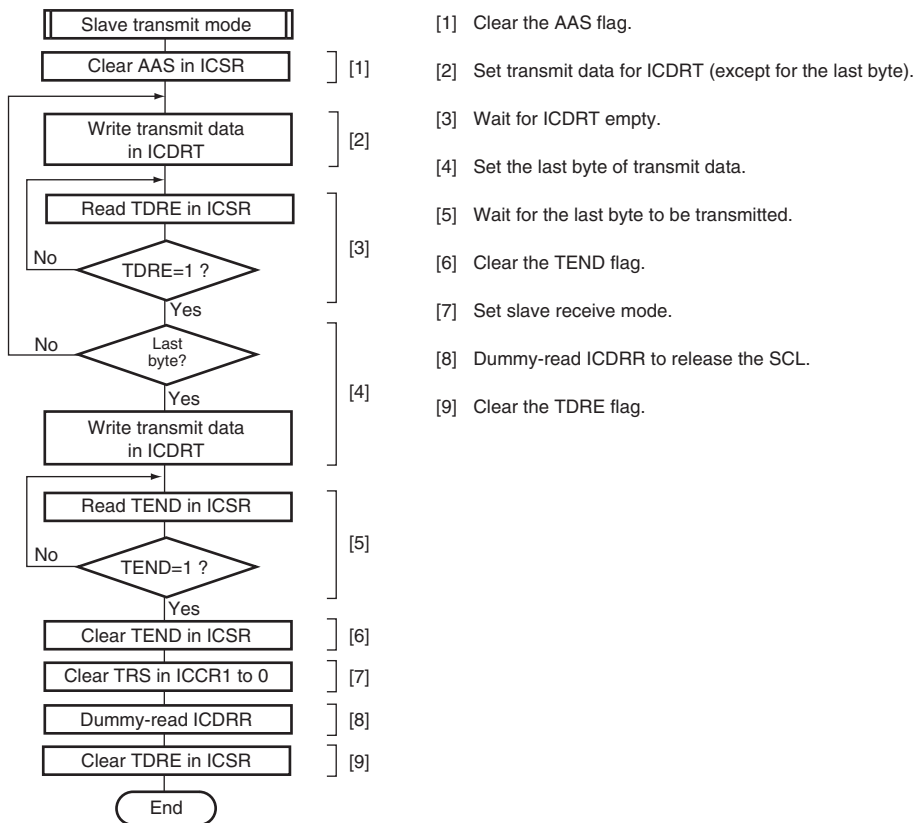 Slave transmit mode
Clear AAS in ICSR
[1]
Write transmit data
in ICDRT
[2]
Read TDRE in ICSR
[3]
No
TDRE=1 ?
Yes
No
Last
byte?
[4]
Yes
Write transmit data
in ICDRT
Read TEND in ICSR
[5]
No
TEND=1 ?
Yes
Clear TEND in ICSR
[6]
Clear TRS in ICCR1 to 0
[7]
Dummy-read ICDRR
[8]
Clear TDRE in ICSR
[9]
End
[1] Clear the AAS flag.
[2] Set transmit data for ICDRT (except for the last byte).
[3] Wait for ICDRT empty.
[4] Set the last byte of transmit data.
[5] Wait for the last byte to be transmitted.
[6] Clear the TEND flag.
[7] Set slave receive mode.
[8] Dummy-read ICDRR to release the SCL.
[9] Clear the TDRE flag.